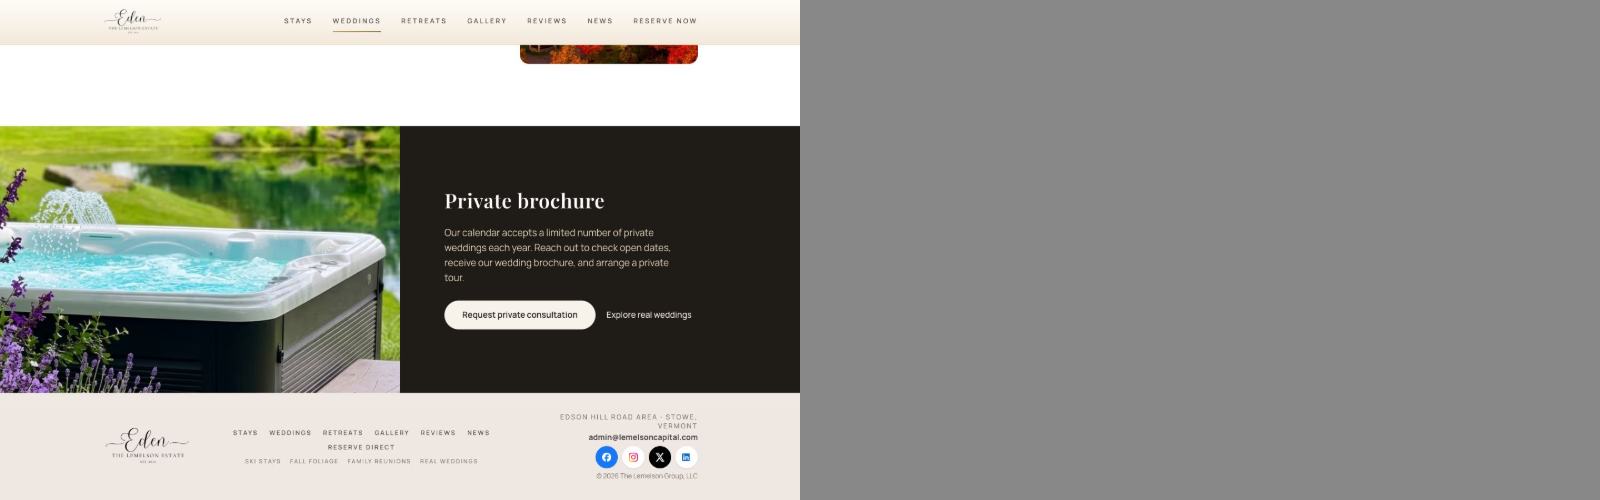 Eden
THE LEMELSON ESTATE
STAYS WEDDINGS RETREATS GALLERY REVIEWS NEWS RESERVE NOW
Private brochure
Our calendar accepts a limited number of private
weddings each year. Reach out to check open dates,
receive our wedding brochure, and arrange a private
tour.
Request private consultation Explore real weddings
Eden
THE LEMELSON ESTATE
STAYS WEDDINGS RETREATS GALLERY REVIEWS NEWS
RESERVE DIRECT
SKI STAYS FALL FOLIAGE FAMILY REUNIONS REAL WEDDINGS
EDSON HILL ROAD AREA · STOWE,
VERMONT
admin@lemelsoncapital.com
© 2026 The Lemelson Group, LLC